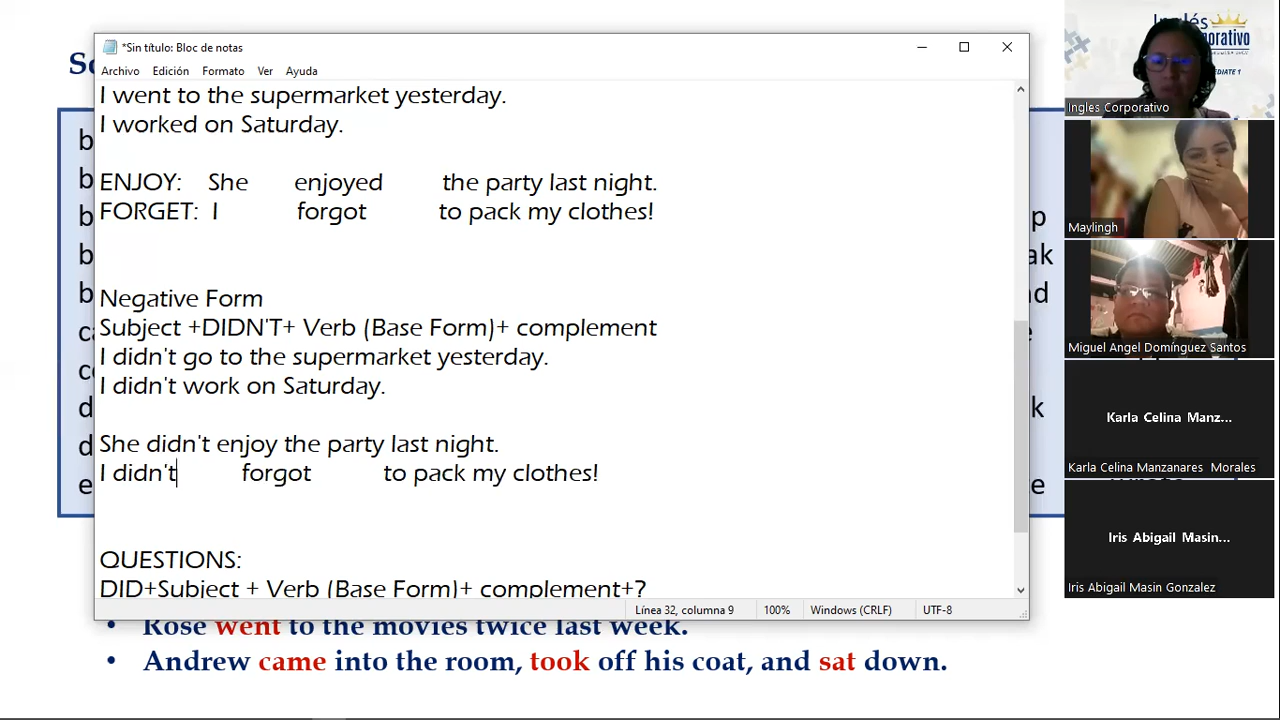 *Sin título: Bloc de notas
Archivo Edición Formato Ver Ayuda
I went to the supermarket yesterday.
I worked on Saturday.
ENJOY: She enjoyed the party last night.
FORGET: I forgot to pack my clothes!
Negative Form
Subject +DIDN'T+ Verb (Base Form)+ complement
I didn't go to the supermarket yesterday.
I didn't work on Saturday.
She didn't enjoy the party last night.
I didn't forgot to pack my clothes!
QUESTIONS:
DID+Subject + Verb (Base Form)+ complement+?
Línea 32, columna 9 100% Windows (CRLF) UTF-8
• Rose went to the movies twice last week.
• Andrew came into the room, took off his coat, and sat down.
Inglés
Ingles Corporativo
Maylingh
Miguel Angel Domínguez Santos
Karla Celina Manz...
Karla Celina Manzanares Morales
Iris Abigail Masin...
Iris Abigail Masin Gonzalez